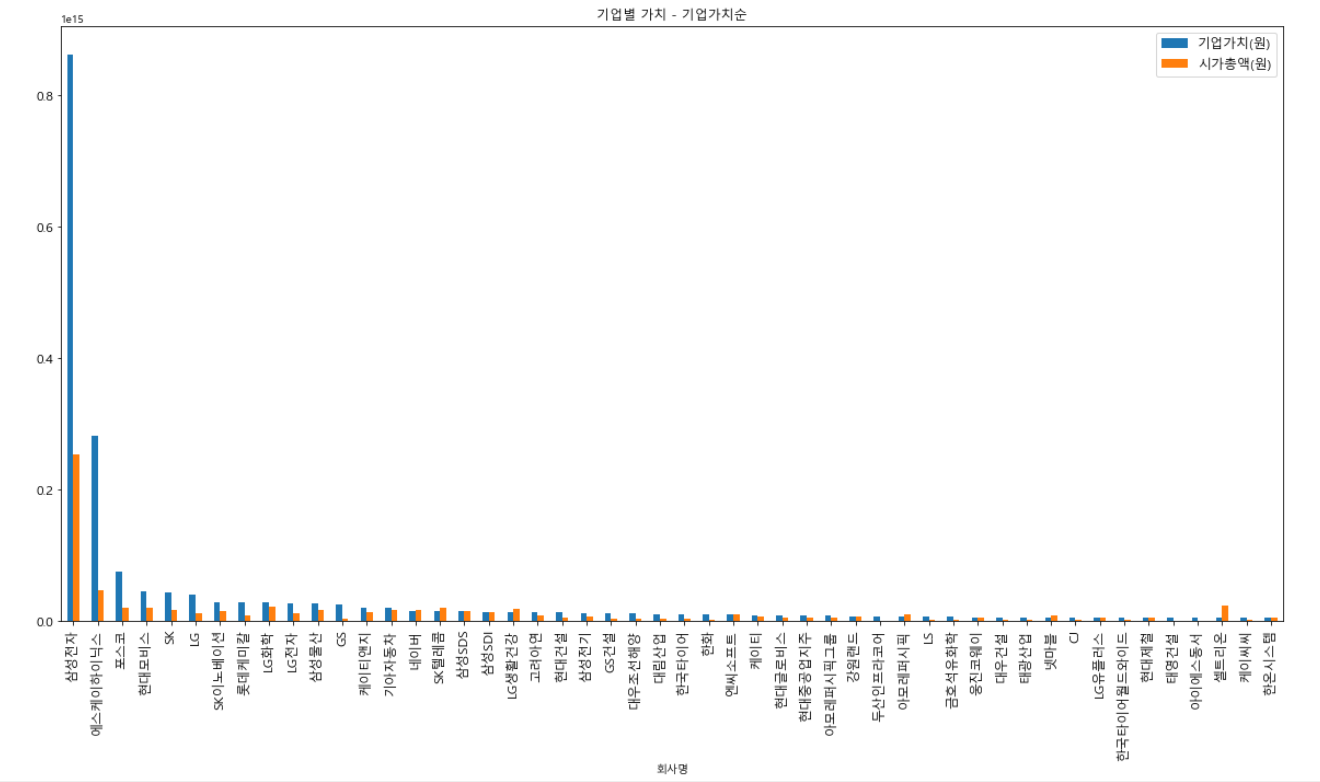 기업별 가치 - 기업가치순
1e15
기업가치(원)
시가총액(원)
0.8
0.6
0.4
0.2
0.0
삼성전자
에스케이하이닉스
포스코
현대모비스
SK
LG
SK이노베이션
롯데케미칼
LG화학
LG전자
삼성물산
GS
케이티앤지
기아자동차
네이버
SK텔레콤
삼성SDS
삼성SDI
LG생활건강
고려아연
현대건설
삼성전기
GS건설
대우조선해양
대림산업
한국타이어
한화
엔씨소프트
케이티
현대글로비스
현대중공업지주
아모레퍼시픽그룹
강원랜드
두산인프라코어
아모레퍼시픽
LS
금호석유화학
웅진코웨이
대우건설
태광산업
넷마블
CJ
LG유플러스
한국타이어월드와이드
현대제철
태영건설
아이에스동서
셀트리온
케이씨씨
한온시스템
회사명